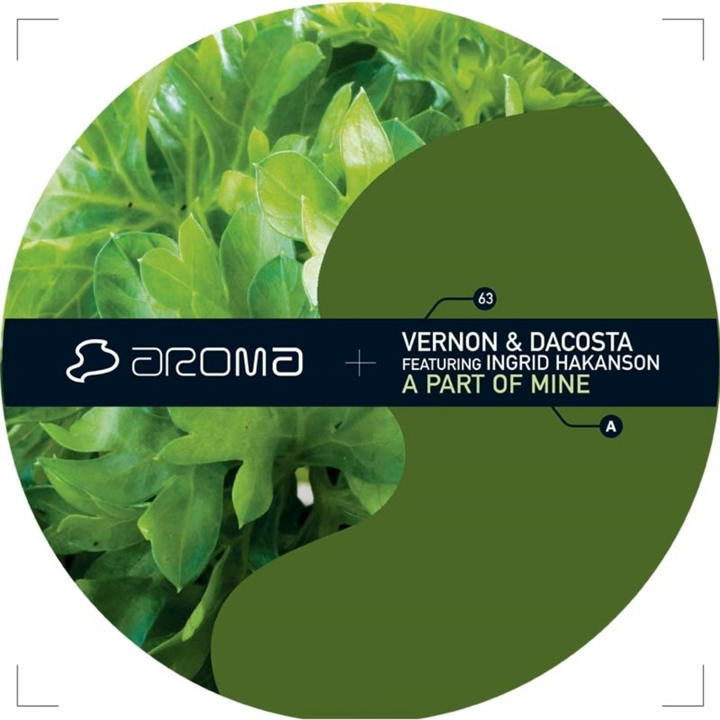 63
aroma
VERNON & DACOSTA
FEATURING INGRID HAKANSON
A PART OF MINE
A